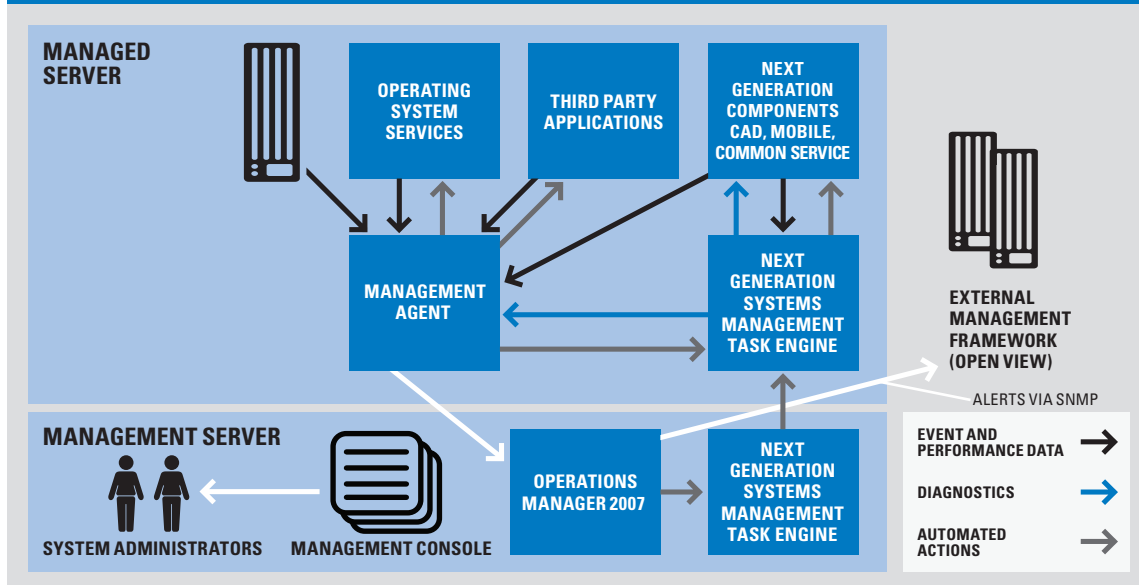 MANAGED
SERVER
OPERATING
SYSTEM
SERVICES
THIRD PARTY
APPLICATIONS
NEXT
GENERATION
COMPONENTS
CAD, MOBILE,
COMMON SERVICE
MANAGEMENT
AGENT
NEXT
GENERATION
SYSTEMS
MANAGEMENT
TASK ENGINE
EXTERNAL
MANAGEMENT
FRAMEWORK
(OPEN VIEW)
ALERTS VIA SNMP
MANAGEMENT SERVER
SYSTEM ADMINISTRATORS
MANAGEMENT CONSOLE
OPERATIONS
MANAGER 2007
NEXT
GENERATION
SYSTEMS
MANAGEMENT
TASK ENGINE
EVENT AND
PERFORMANCE DATA
DIAGNOSTICS
AUTOMATED
ACTIONS